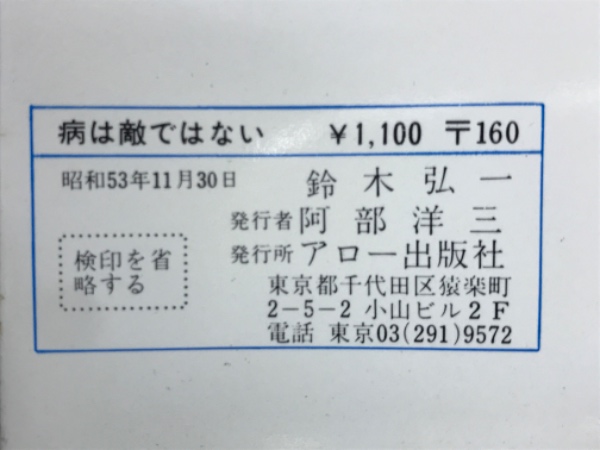 病は敵ではない ¥1,100 〒160
昭和53年11月30日
鈴木弘一
発行者 阿部洋三
発行所 アロー出版社
検印を省
略する
東京都千代田区猿楽町
2-5-2 小山ビル2F
電話 東京03(291)9572